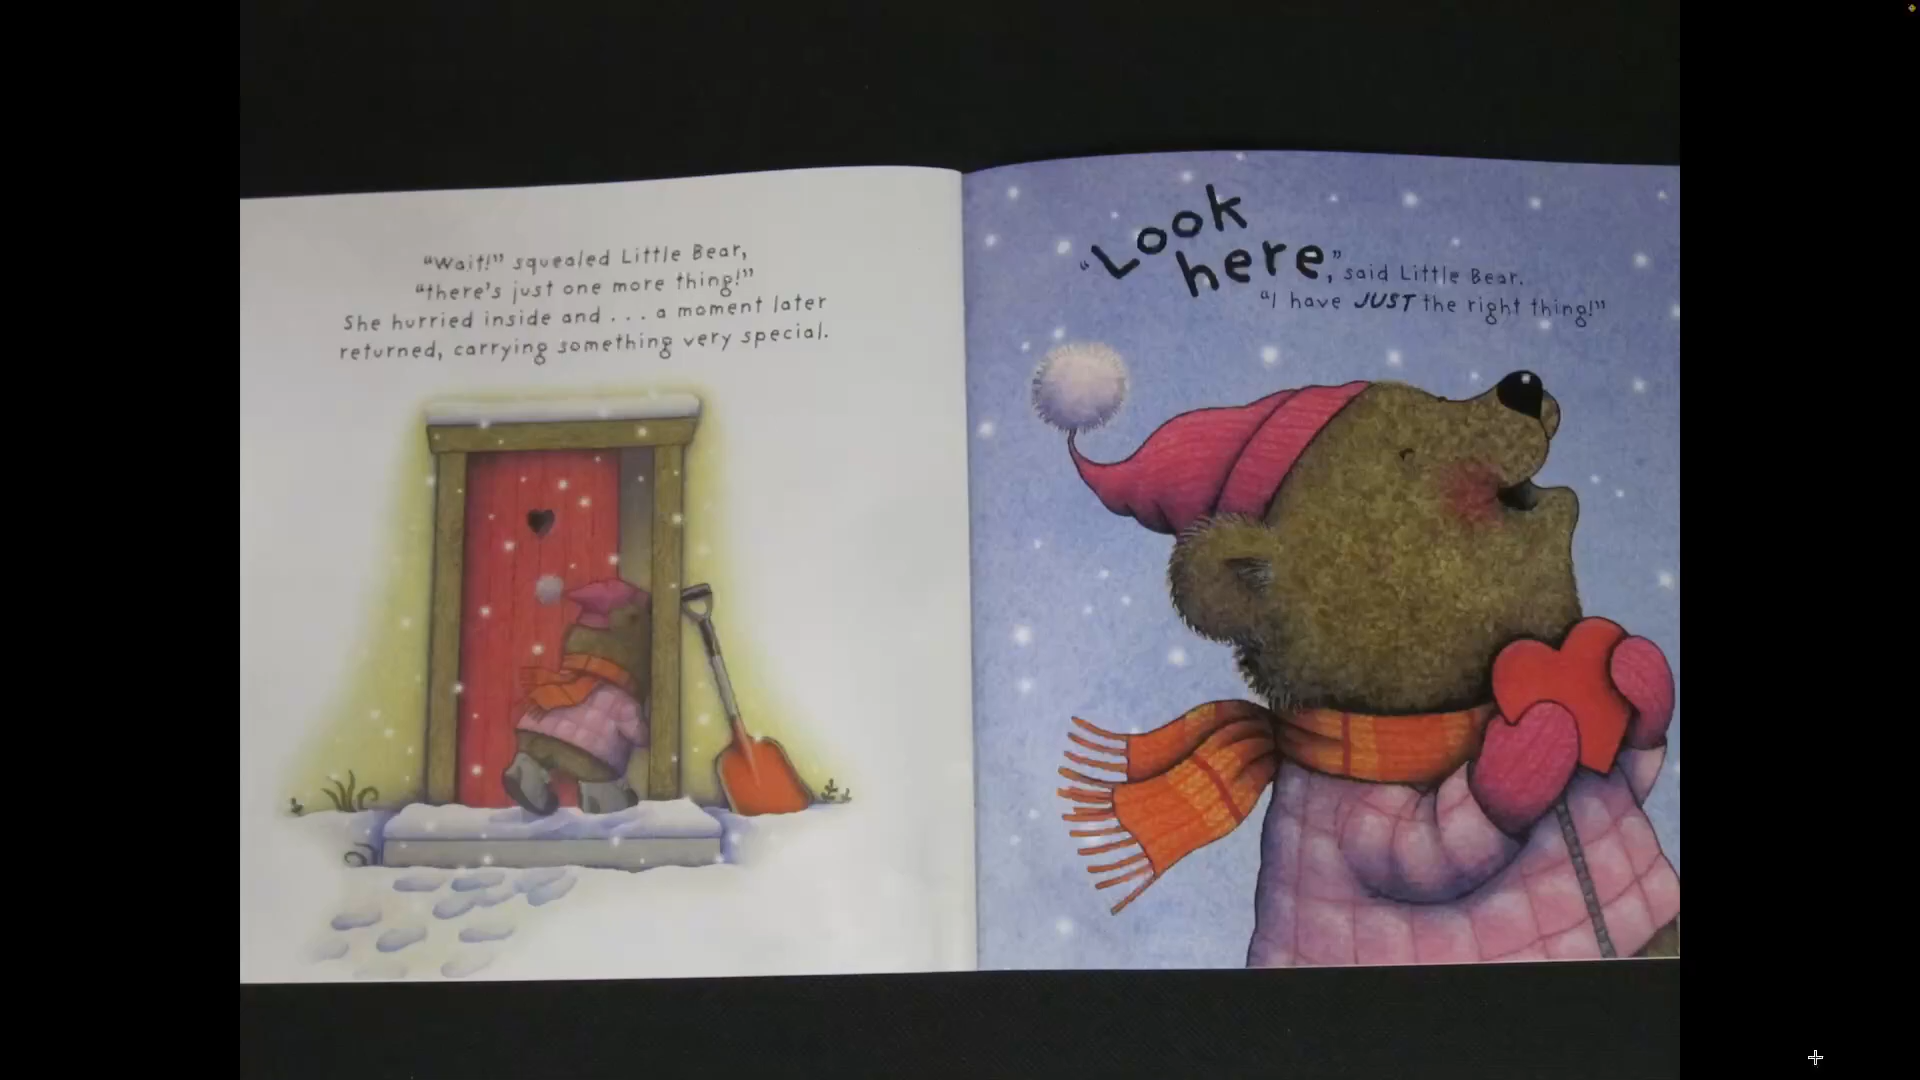 “Wait!” squealed Little Bear,
“there’s just one more thing!”
She hurried inside and . . . a moment later
returned, carrying something very special.
“Look
here”, said Little Bear.
“I have JUST the right thing!”